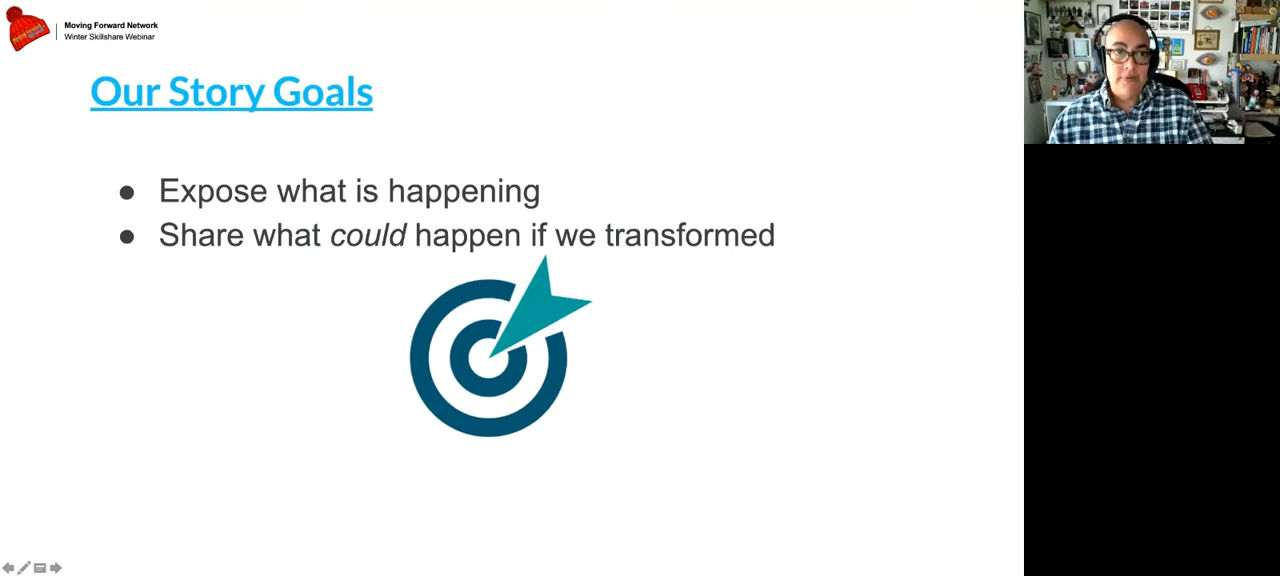 Moving Forward Network
Winter Skillshare Webinar
Our Story Goals
● Expose what is happening
● Share what could happen if we transformed